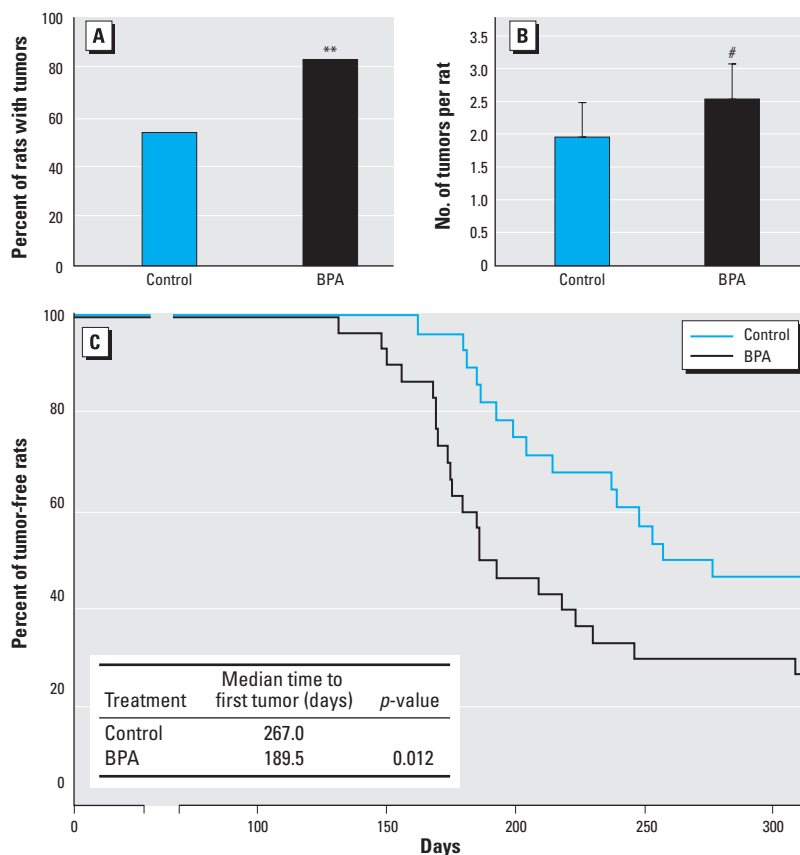 A
Percent of rats with tumors
100
80
60
40
20
0
**
Control BPA
B
No. of tumors per rat
3.5
3.0
2.5
2.0
1.5
1.0
0.5
0
#
Control BPA
C
Percent of tumor-free rats
100
80
60
40
20
0
Control
BPA
Median time to
Treatment first tumor (days) p-value
Control 267.0
BPA 189.5 0.012
0 100 150 200 250 300
Days